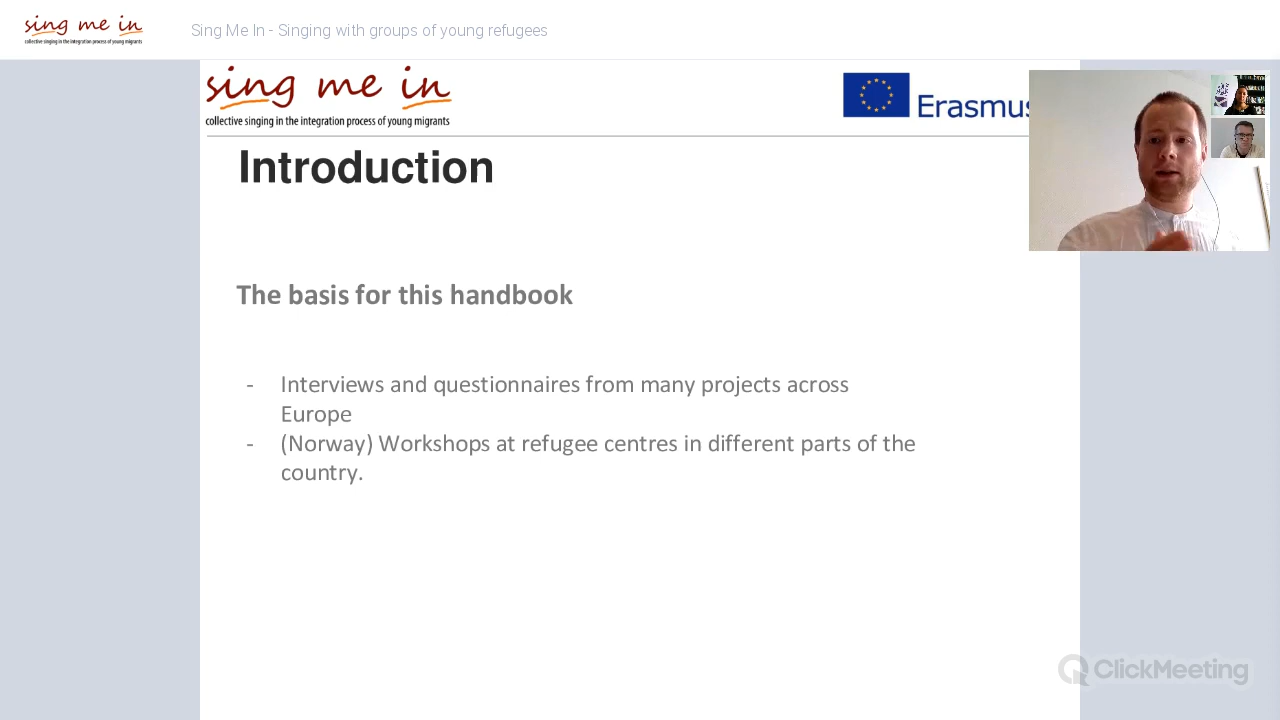 sing me in
collective singing in the integration process of young migrants
Sing Me In - Singing with groups of young refugees
sing me in
collective singing in the integration process of young migrants
Erasmus
Introduction
The basis for this handbook
- Interviews and questionnaires from many projects across
Europe
- (Norway) Workshops at refugee centres in different parts of the
country.
ClickMeeting